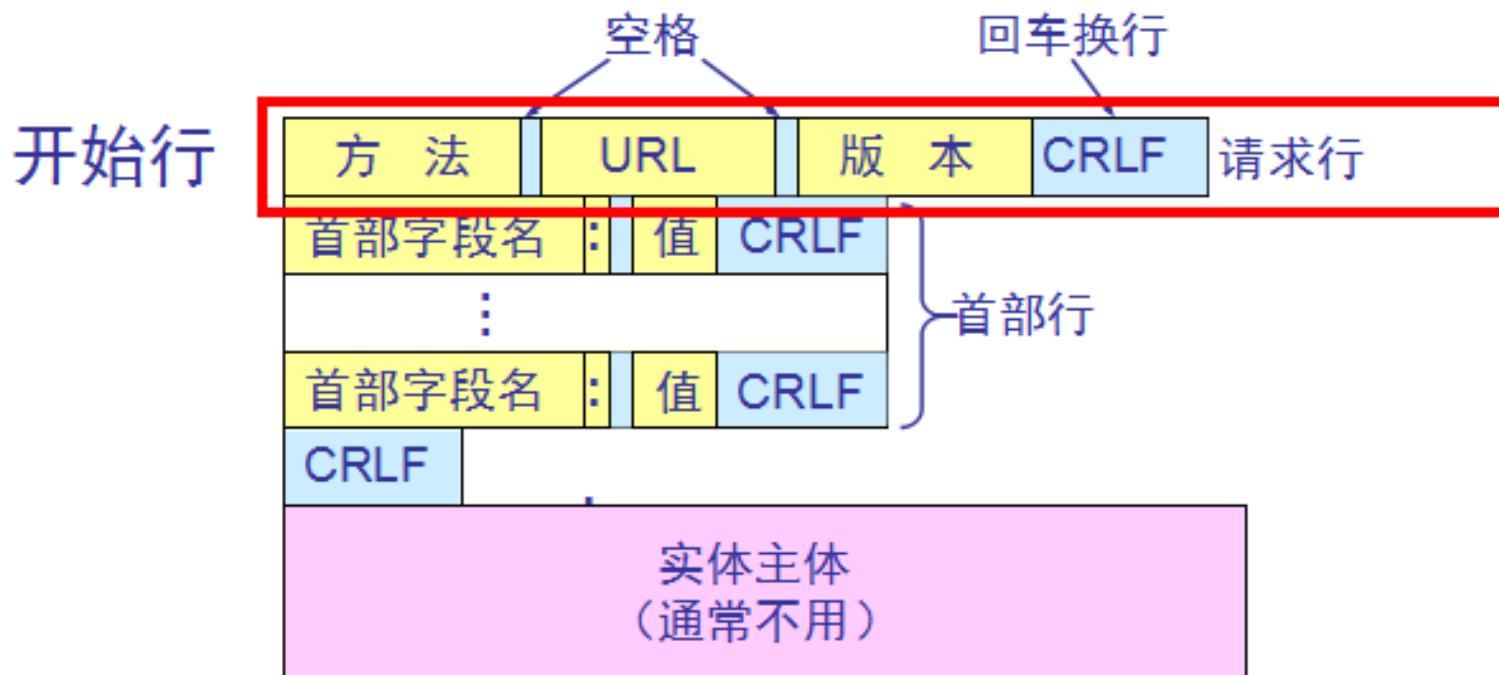 空格 回车换行
开始行 方 法 URL 版 本 CRLF 请求行
首部字段名 : 值 CRLF
⋮
首部行
首部字段名 : 值 CRLF
CRLF
实体主体
（通常不用）